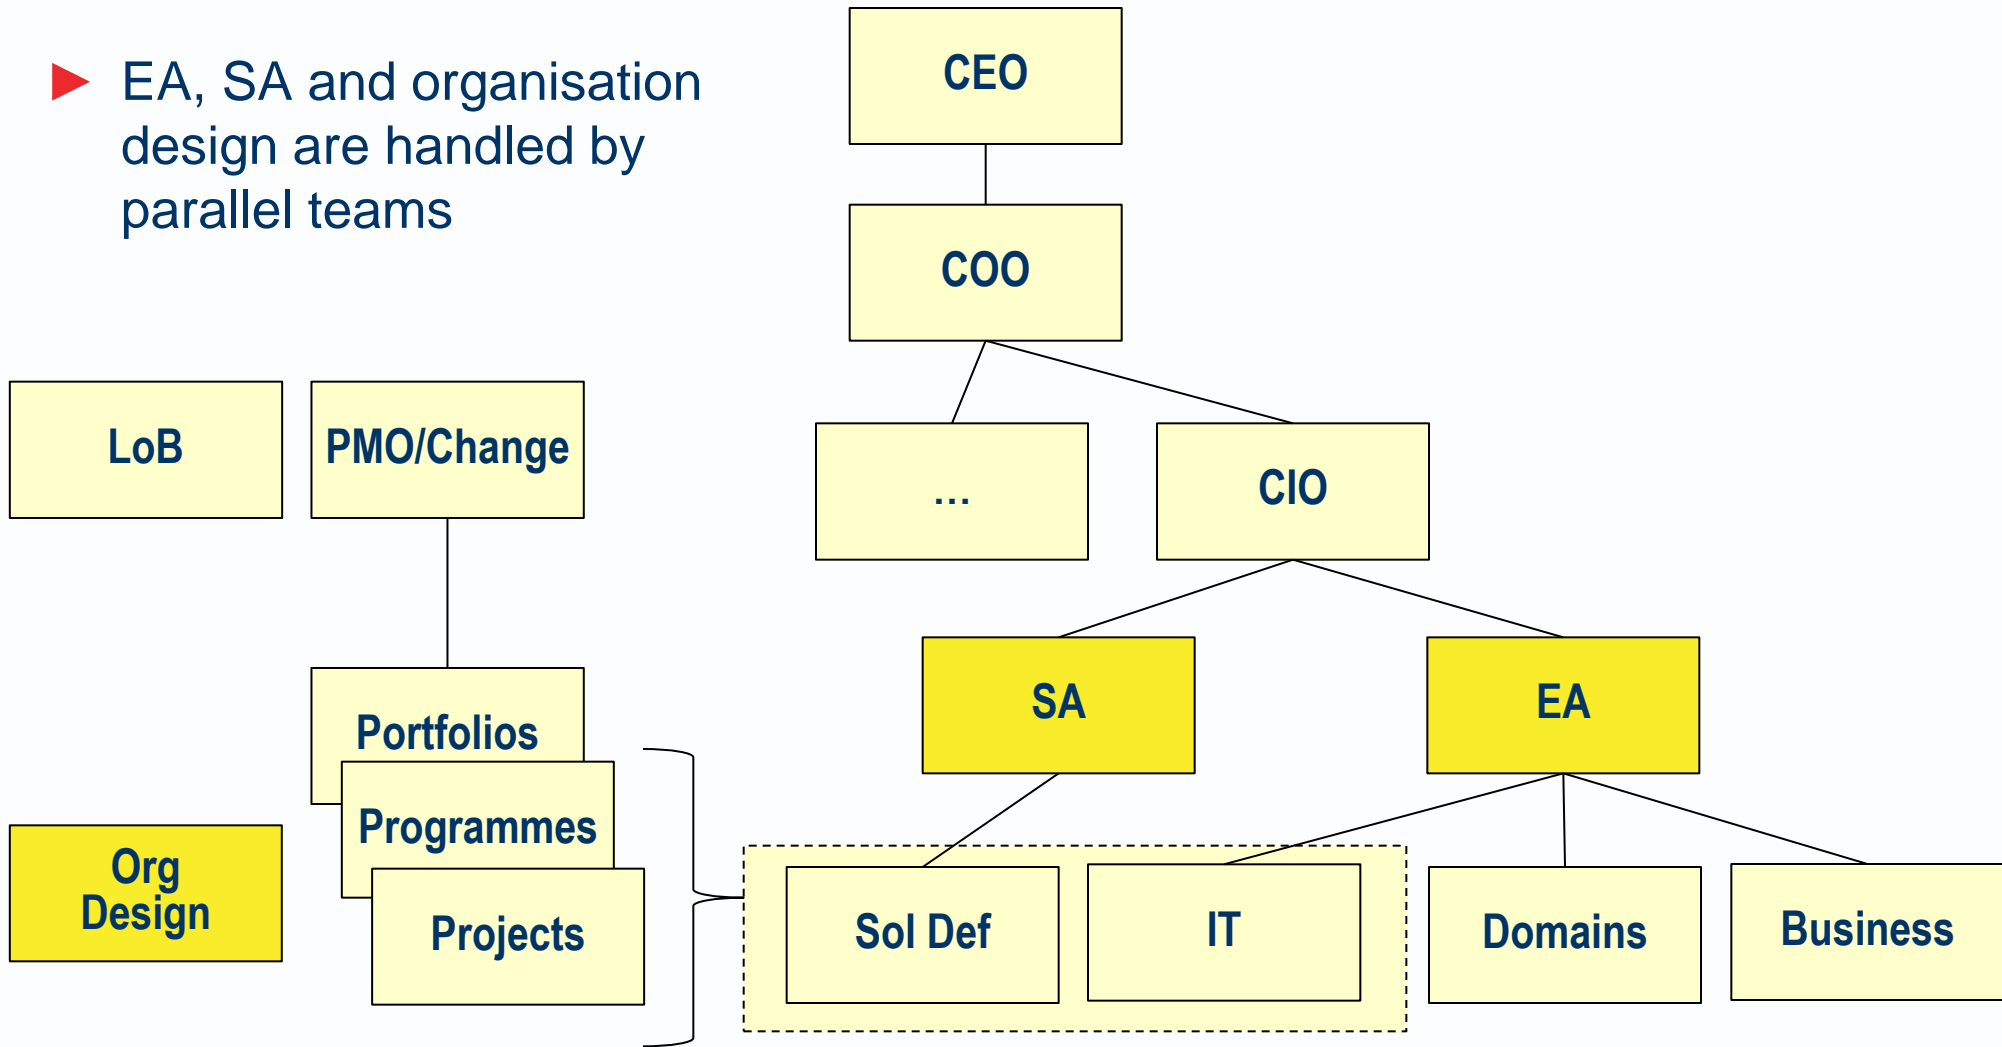 EA, SA and organisation
design are handled by
parallel teams
CEO
COO
LoB
PMO/Change
...
CIO
Portfolios
Programmes
Projects
SA
EA
Org
Design
Sol Def
IT
Domains
Business